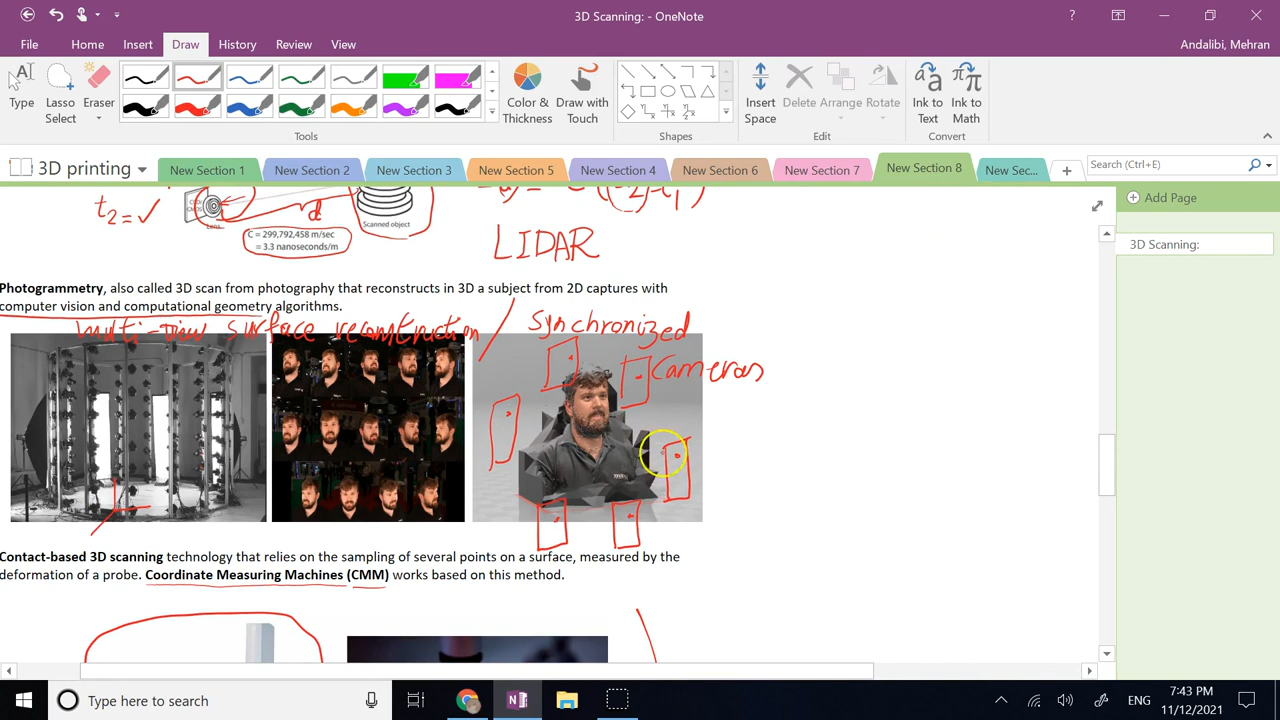 3D Scanning: - OneNote
?
File
Home
Insert
Draw
History
Review
View
Andalibi, Mehran
Type
Lasso Select
Eraser
Color & Thickness
Draw with Touch
Insert Space
Delete
Arrange
Rotate
Ink to Text
Ink to Math
Tools
Shapes
Edit
Convert
3D printing
New Section 1
New Section 2
New Section 3
New Section 4
New Section 5
New Section 6
New Section 7
New Section 8
New Sec...
Search (Ctrl+E)
Add Page
3D Scanning:
t2 = ✓
Lens
d
Scanned object
C = 299,792,458 m/sec
= 3.3 nanoseconds/m
LIDAR
Photogrammetry, also called 3D scan from photography that reconstructs in 3D a subject from 2D captures with
computer vision and computational geometry algorithms.
multi-view surface reconstruction / Synchronized
Cameras
Contact-based 3D scanning technology that relies on the sampling of several points on a surface, measured by the
deformation of a probe. Coordinate Measuring Machines (CMM) works based on this method.
Type here to search
ENG
7:43 PM
11/12/2021